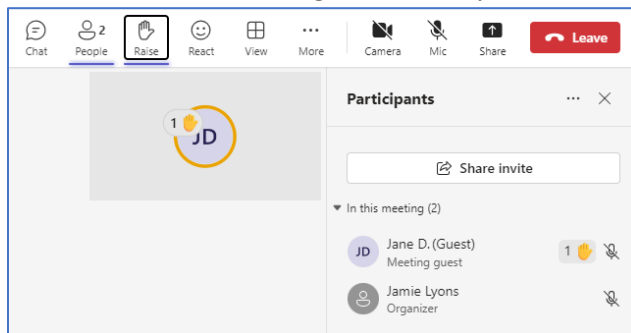 2
Chat People Raise React View More Camera Mic Share Leave
1 JD
Participants
Share invite
In this meeting (2)
JD Jane D. (Guest) 1
Meeting guest
Jamie Lyons
Organizer